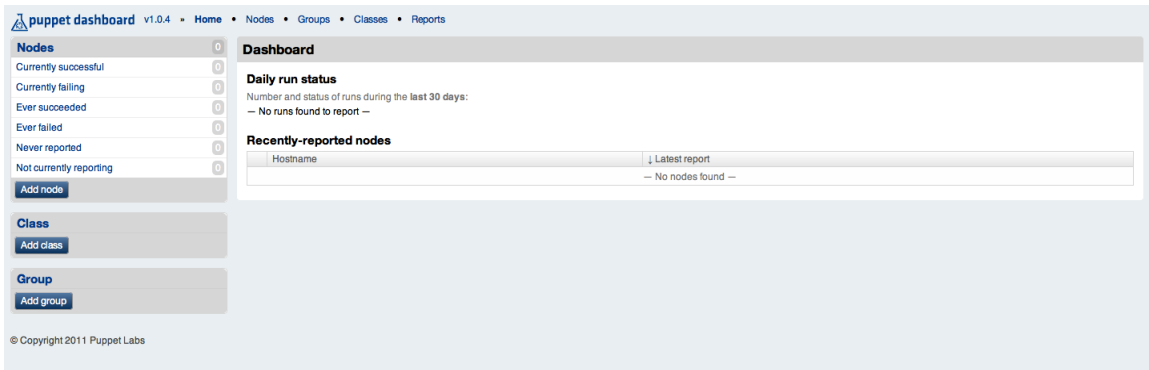 puppet dashboard v1.0.4 » Home • Nodes • Groups • Classes • Reports
Nodes 0
Currently successful 0
Currently failing 0
Ever succeeded 0
Ever failed 0
Never reported 0
Not currently reporting 0
Add node
Class
Add class
Group
Add group
© Copyright 2011 Puppet Labs
Dashboard
Daily run status
Number and status of runs during the last 30 days:
— No runs found to report —
Recently-reported nodes
Hostname ↓ Latest report
— No nodes found —